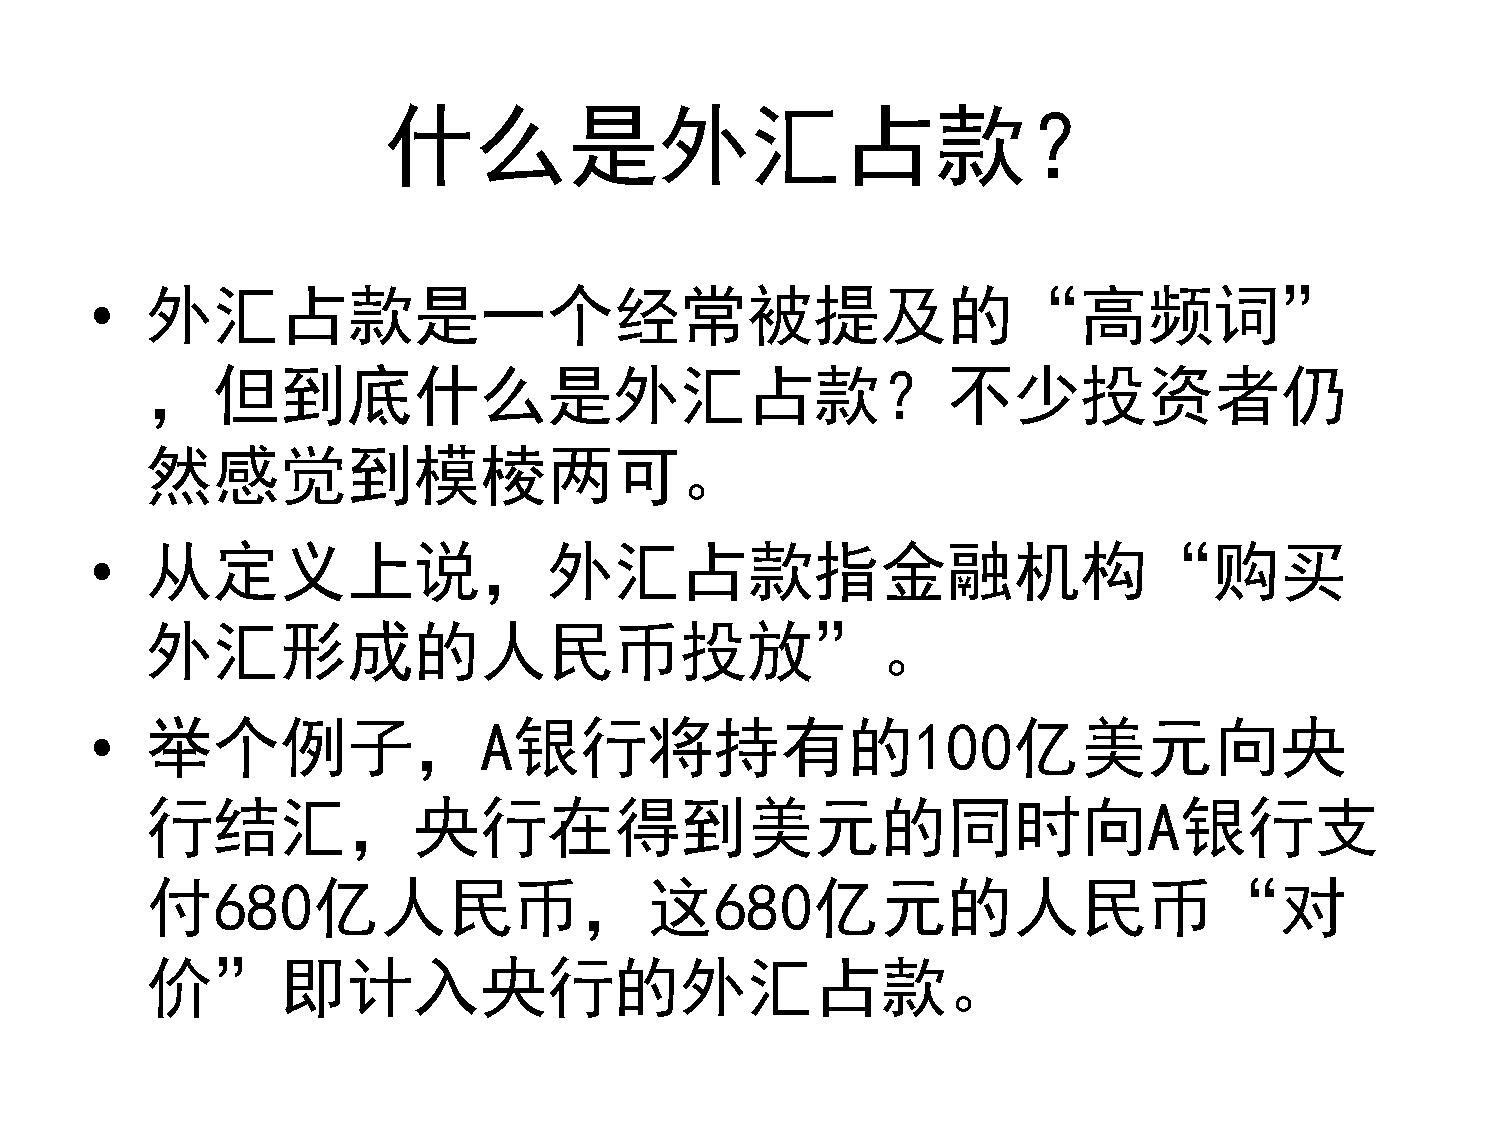 什么是外汇占款？
• 外汇占款是一个经常被提及的“高频词”
，但到底什么是外汇占款？不少投资者仍
然感觉到模棱两可。
• 从定义上说，外汇占款指金融机构“购买
外汇形成的人民币投放”。
• 举个例子，A银行将持有的100亿美元向央
行结汇，央行在得到美元的同时向A银行支
付680亿人民币，这680亿元的人民币“对
价”即计入央行的外汇占款。